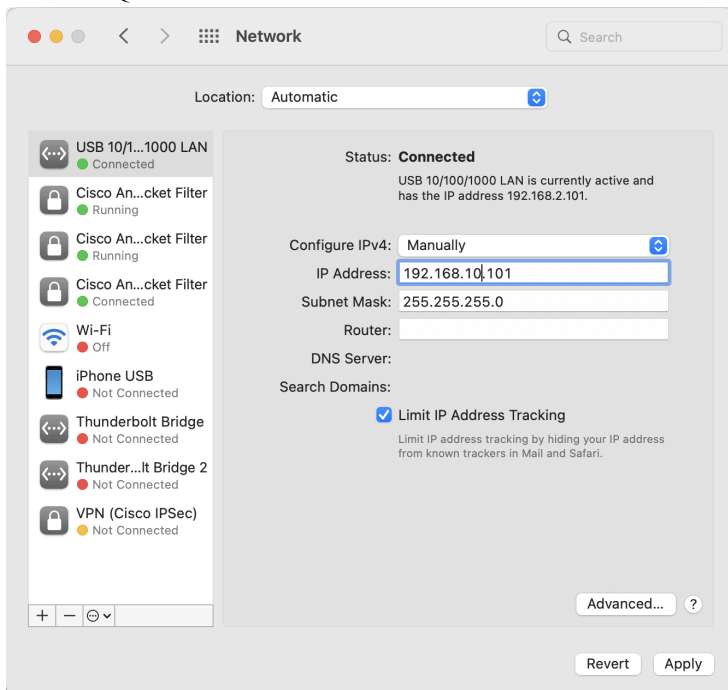 Network
Search
Location: Automatic
USB 10/1...1000 LAN
Connected
Cisco An...cket Filter
Running
Cisco An...cket Filter
Running
Cisco An...cket Filter
Connected
Wi-Fi
Off
iPhone USB
Not Connected
Thunderbolt Bridge
Not Connected
Thunder...lt Bridge 2
Not Connected
VPN (Cisco IPSec)
Not Connected
Status: Connected
USB 10/100/1000 LAN is currently active and
has the IP address 192.168.2.101.
Configure IPv4: Manually
IP Address: 192.168.10.101
Subnet Mask: 255.255.255.0
Router:
DNS Server:
Search Domains:
Limit IP Address Tracking
Limit IP address tracking by hiding your IP address
from known trackers in Mail and Safari.
Advanced... ?
Revert Apply